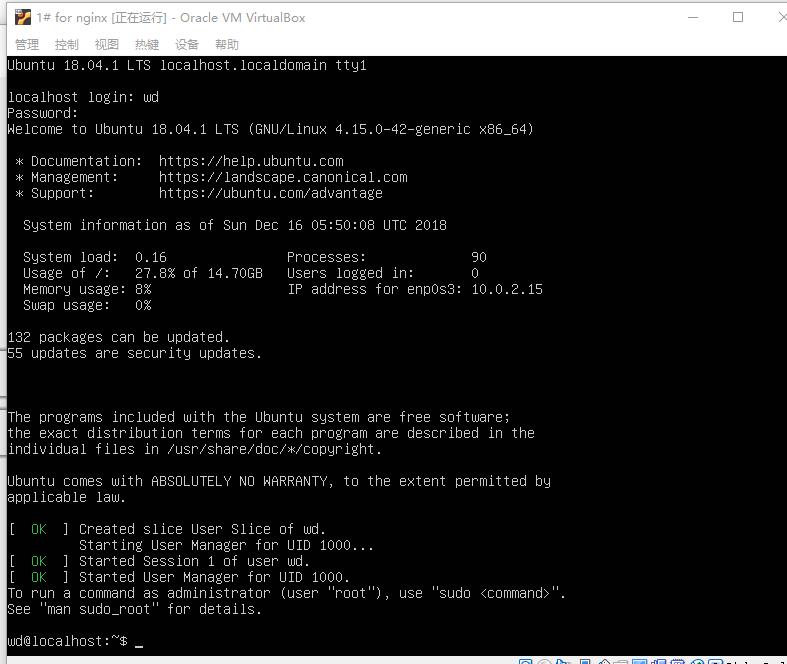 1# for nginx [正在运行] - Oracle VM VirtualBox
管理 控制 视图 热键 设备 帮助
Ubuntu 18.04.1 LTS localhost.localdomain tty1
localhost login: wd
Password:
Welcome to Ubuntu 18.04.1 LTS (GNU/Linux 4.15.0-42-generic x86_64)
* Documentation:  https://help.ubuntu.com
* Management:     https://landscape.canonical.com
* Support:        https://ubuntu.com/advantage
System information as of Sun Dec 16 05:50:08 UTC 2018
System load:  0.16               Processes:             90
Usage of /:   27.8% of 14.70GB   Users logged in:       0
Memory usage: 8%                 IP address for enp0s3: 10.0.2.15
Swap usage:   0%
132 packages can be updated.
55 updates are security updates.
The programs included with the Ubuntu system are free software;
the exact distribution terms for each program are described in the
individual files in /usr/share/doc/*/copyright.
Ubuntu comes with ABSOLUTELY NO WARRANTY, to the extent permitted by
applicable law.
[  OK  ] Created slice User Slice of wd.
Starting User Manager for UID 1000...
[  OK  ] Started Session 1 of user wd.
[  OK  ] Started User Manager for UID 1000.
To run a command as administrator (user "root"), use "sudo <command>".
See "man sudo_root" for details.
wd@localhost:~$ _